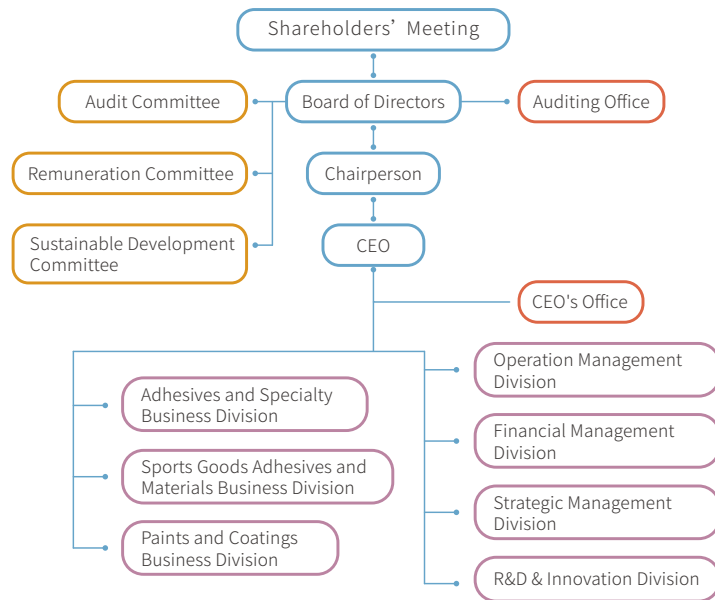 Shareholders’ Meeting
Audit Committee
Board of Directors
Auditing Office
Remuneration Committee
Chairperson
Sustainable Development
Committee
CEO
CEO's Office
Operation Management
Division
Adhesives and Specialty
Business Division
Financial Management
Division
Sports Goods Adhesives and
Materials Business Division
Strategic Management
Division
Paints and Coatings
Business Division
R&D & Innovation Division